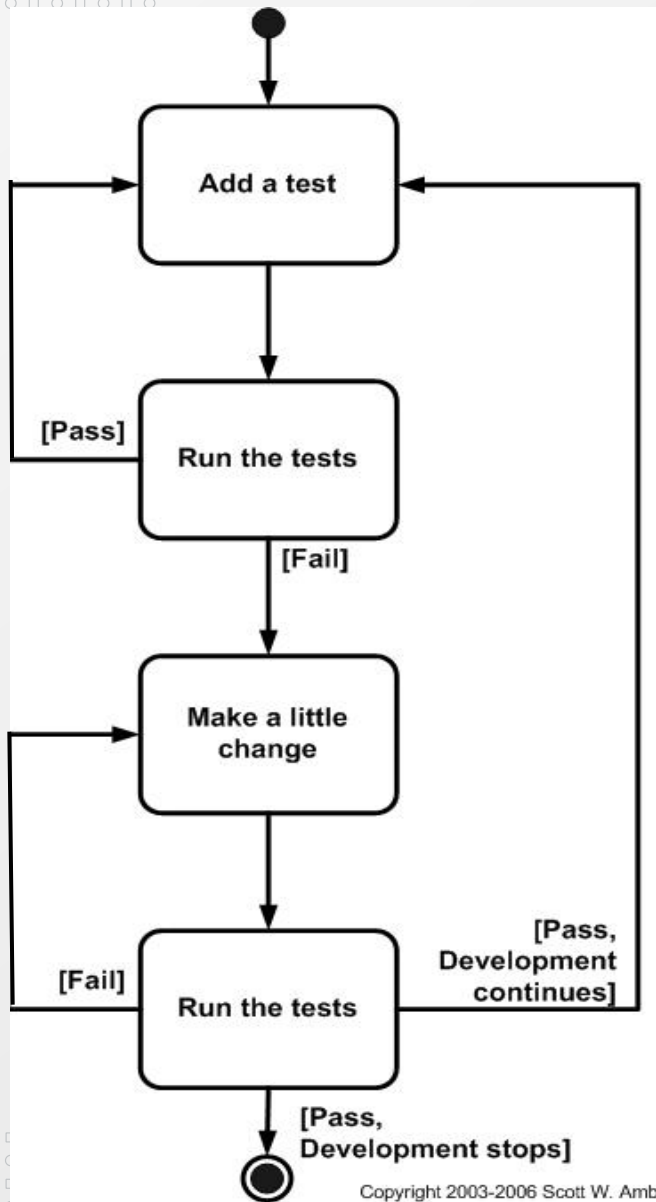 Add a test
[Pass]
Run the tests
[Fail]
Make a little
change
[Pass,
Development
continues]
[Fail]
Run the tests
[Pass,
Development stops]
Copyright 2003-2006 Scott W. Amb